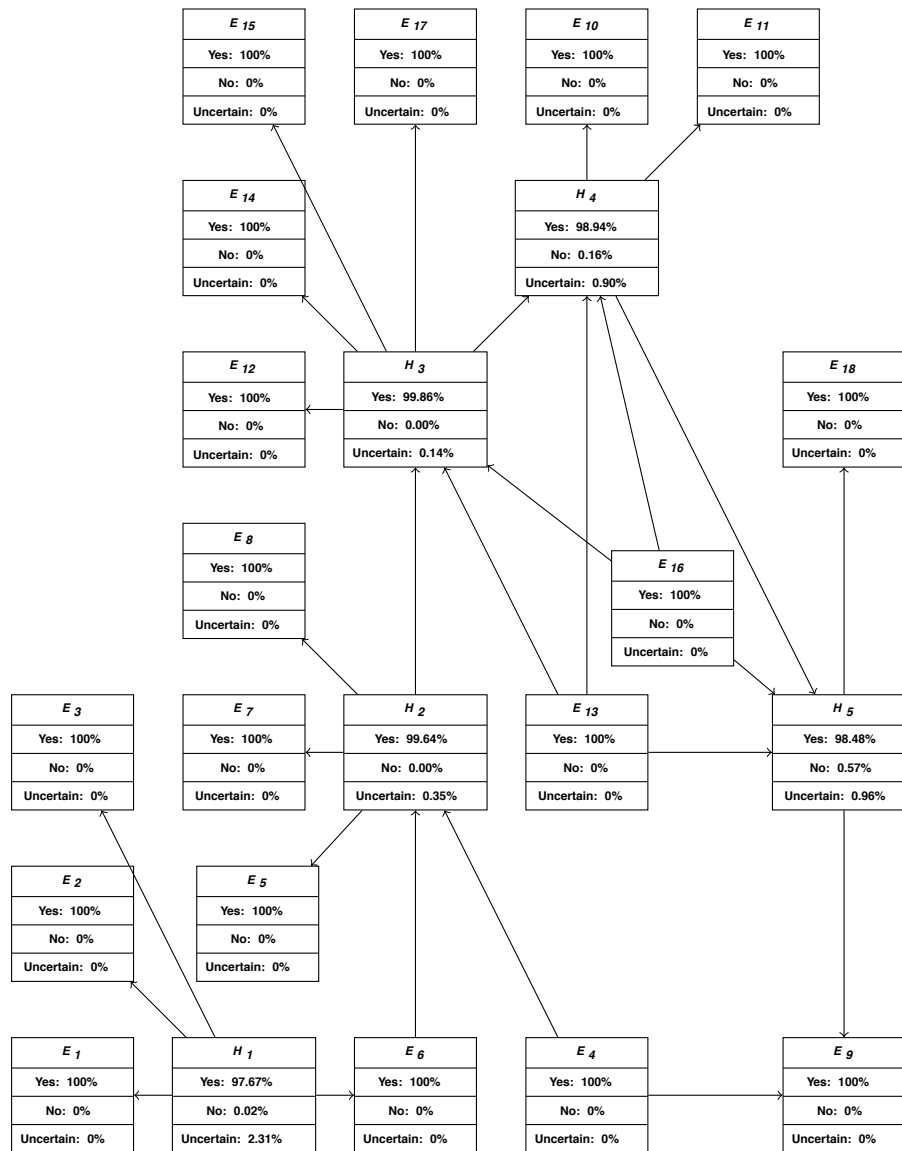 E 15
Yes: 100%
No: 0%
Uncertain: 0%
E 17
Yes: 100%
No: 0%
Uncertain: 0%
E 10
Yes: 100%
No: 0%
Uncertain: 0%
E 11
Yes: 100%
No: 0%
Uncertain: 0%
E 14
Yes: 100%
No: 0%
Uncertain: 0%
H 4
Yes: 98.94%
No: 0.16%
Uncertain: 0.90%
E 12
Yes: 100%
No: 0%
Uncertain: 0%
H 3
Yes: 99.86%
No: 0.00%
Uncertain: 0.14%
E 18
Yes: 100%
No: 0%
Uncertain: 0%
E 8
Yes: 100%
No: 0%
Uncertain: 0%
E 16
Yes: 100%
No: 0%
Uncertain: 0%
E 3
Yes: 100%
No: 0%
Uncertain: 0%
E 7
Yes: 100%
No: 0%
Uncertain: 0%
H 2
Yes: 99.64%
No: 0.00%
Uncertain: 0.35%
E 13
Yes: 100%
No: 0%
Uncertain: 0%
H 5
Yes: 98.48%
No: 0.57%
Uncertain: 0.96%
E 2
Yes: 100%
No: 0%
Uncertain: 0%
E 5
Yes: 100%
No: 0%
Uncertain: 0%
E 1
Yes: 100%
No: 0%
Uncertain: 0%
H 1
Yes: 97.67%
No: 0.02%
Uncertain: 2.31%
E 6
Yes: 100%
No: 0%
Uncertain: 0%
E 4
Yes: 100%
No: 0%
Uncertain: 0%
E 9
Yes: 100%
No: 0%
Uncertain: 0%